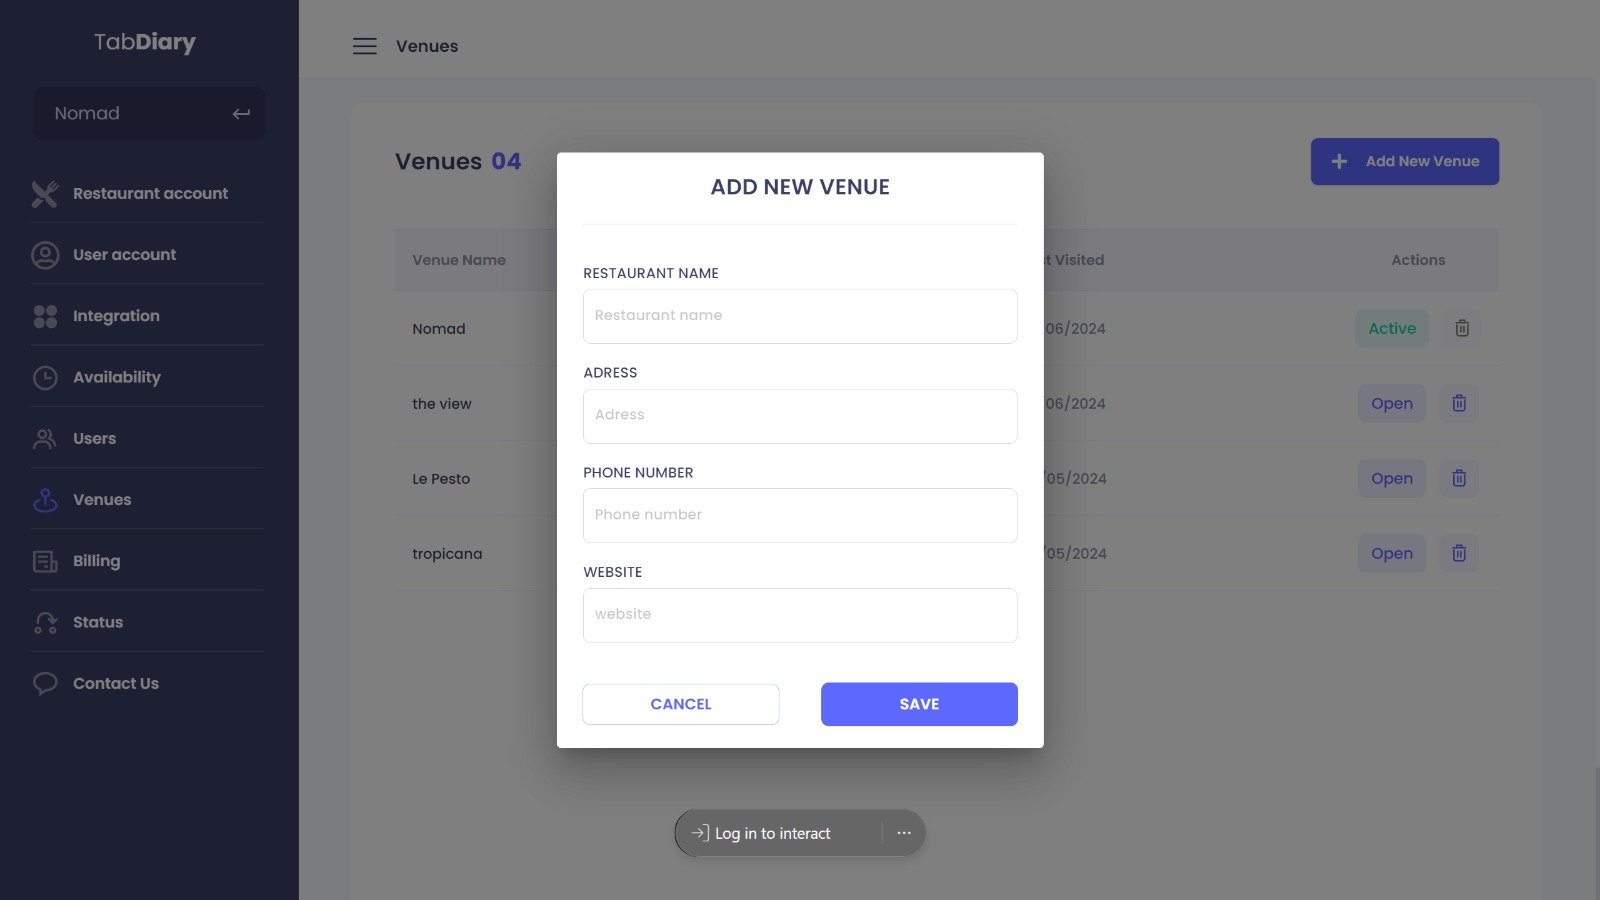 TabDiary
Nomad
Restaurant account
User account
Integration
Availability
Users
Venues
Billing
Status
Contact Us
Venues
Venues 04
Add New Venue
Venue Name
t Visited
Actions
Nomad
06/2024
Active
the view
06/2024
Open
Le Pesto
/05/2024
Open
tropicana
/05/2024
Open
ADD NEW VENUE
RESTAURANT NAME
Restaurant name
ADRESS
Adress
PHONE NUMBER
Phone number
WEBSITE
website
CANCEL
SAVE
Log in to interact